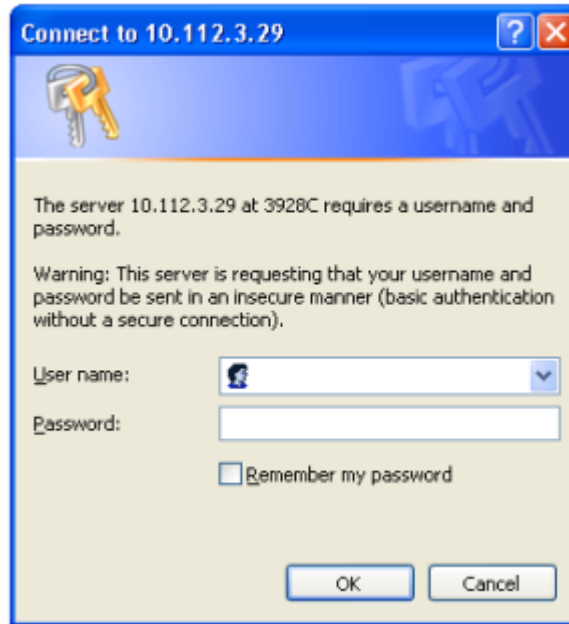 Connect to 10.112.3.29
The server 10.112.3.29 at 3928C requires a username and
password.
Warning: This server is requesting that your username and
password be sent in an insecure manner (basic authentication
without a secure connection).
User name:
Password:
Remember my password
OK Cancel